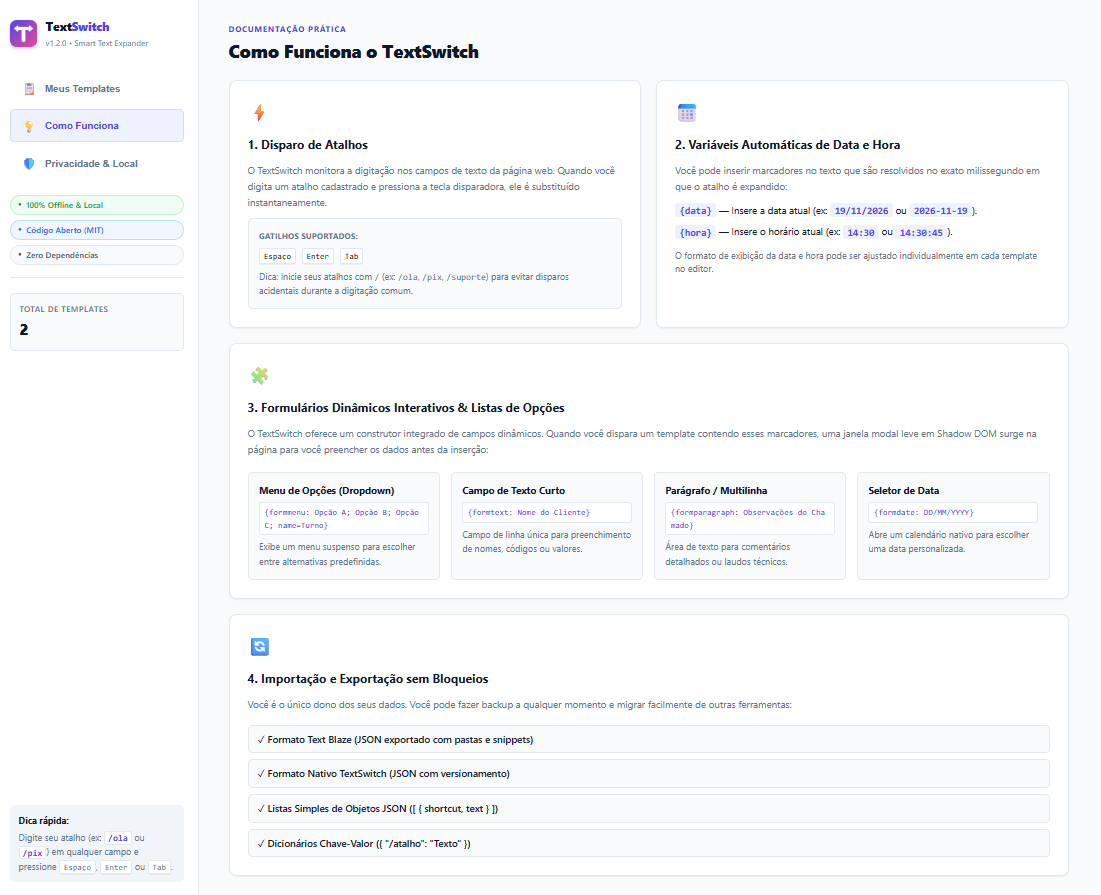 TextSwitch
v1.2.0 • Smart Text Expander
Meus Templates
Como Funciona
Privacidade & Local
• 100% Offline & Local
• Código Aberto (MIT)
• Zero Dependências
TOTAL DE TEMPLATES
2
Dica rápida:
Digite seu atalho (ex: /ola ou
/pix) em qualquer campo e
pressione Espaço, Enter ou Tab.
DOCUMENTAÇÃO PRÁTICA
Como Funciona o TextSwitch
1. Disparo de Atalhos
O TextSwitch monitora a digitação nos campos de texto da página web. Quando você
digita um atalho cadastrado e pressiona a tecla disparadora, ele é substituído
instantaneamente.
GATILHOS SUPORTADOS:
Espaço Enter Tab
Dica: Inicie seus atalhos com / (ex: /ola, /pix, /suporte) para evitar disparos
acidentais durante a digitação comum.
2. Variáveis Automáticas de Data e Hora
Você pode inserir marcadores no texto que são resolvidos no exato milissegundo em
que o atalho é expandido:
{data} — Insere a data atual (ex: 19/11/2026 ou 2026-11-19 ).
{hora} — Insere o horário atual (ex: 14:30 ou 14:30:45 ).
O formato de exibição da data e hora pode ser ajustado individualmente em cada template
no editor.
3. Formulários Dinâmicos Interativos & Listas de Opções
O TextSwitch oferece um construtor integrado de campos dinâmicos. Quando você dispara um template contendo esses marcadores, uma janela modal leve em Shadow DOM surge na
página para você preencher os dados antes da inserção:
Menu de Opções (Dropdown)
{formmenu: Opção A; Opção B; Opção
C; name=Turno}
Exibe um menu suspenso para escolher
entre alternativas predefinidas.
Campo de Texto Curto
{formtext: Nome do Cliente}
Campo de linha única para preenchimento
de nomes, códigos ou valores.
Parágrafo / Multilinha
{formparagraph: Observações do Cha
mado}
Área de texto para comentários
detalhados ou laudos técnicos.
Seletor de Data
{formdate: DD/MM/YYYY}
Abre um calendário nativo para escolher
uma data personalizada.
4. Importação e Exportação sem Bloqueios
Você é o único dono dos seus dados. Você pode fazer backup a qualquer momento e migrar facilmente de outras ferramentas:
✓ Formato Text Blaze (JSON exportado com pastas e snippets)
✓ Formato Nativo TextSwitch (JSON com versionamento)
✓ Listas Simples de Objetos JSON ([ { shortcut, text } ])
✓ Dicionários Chave-Valor ({ "/atalho": "Texto" })